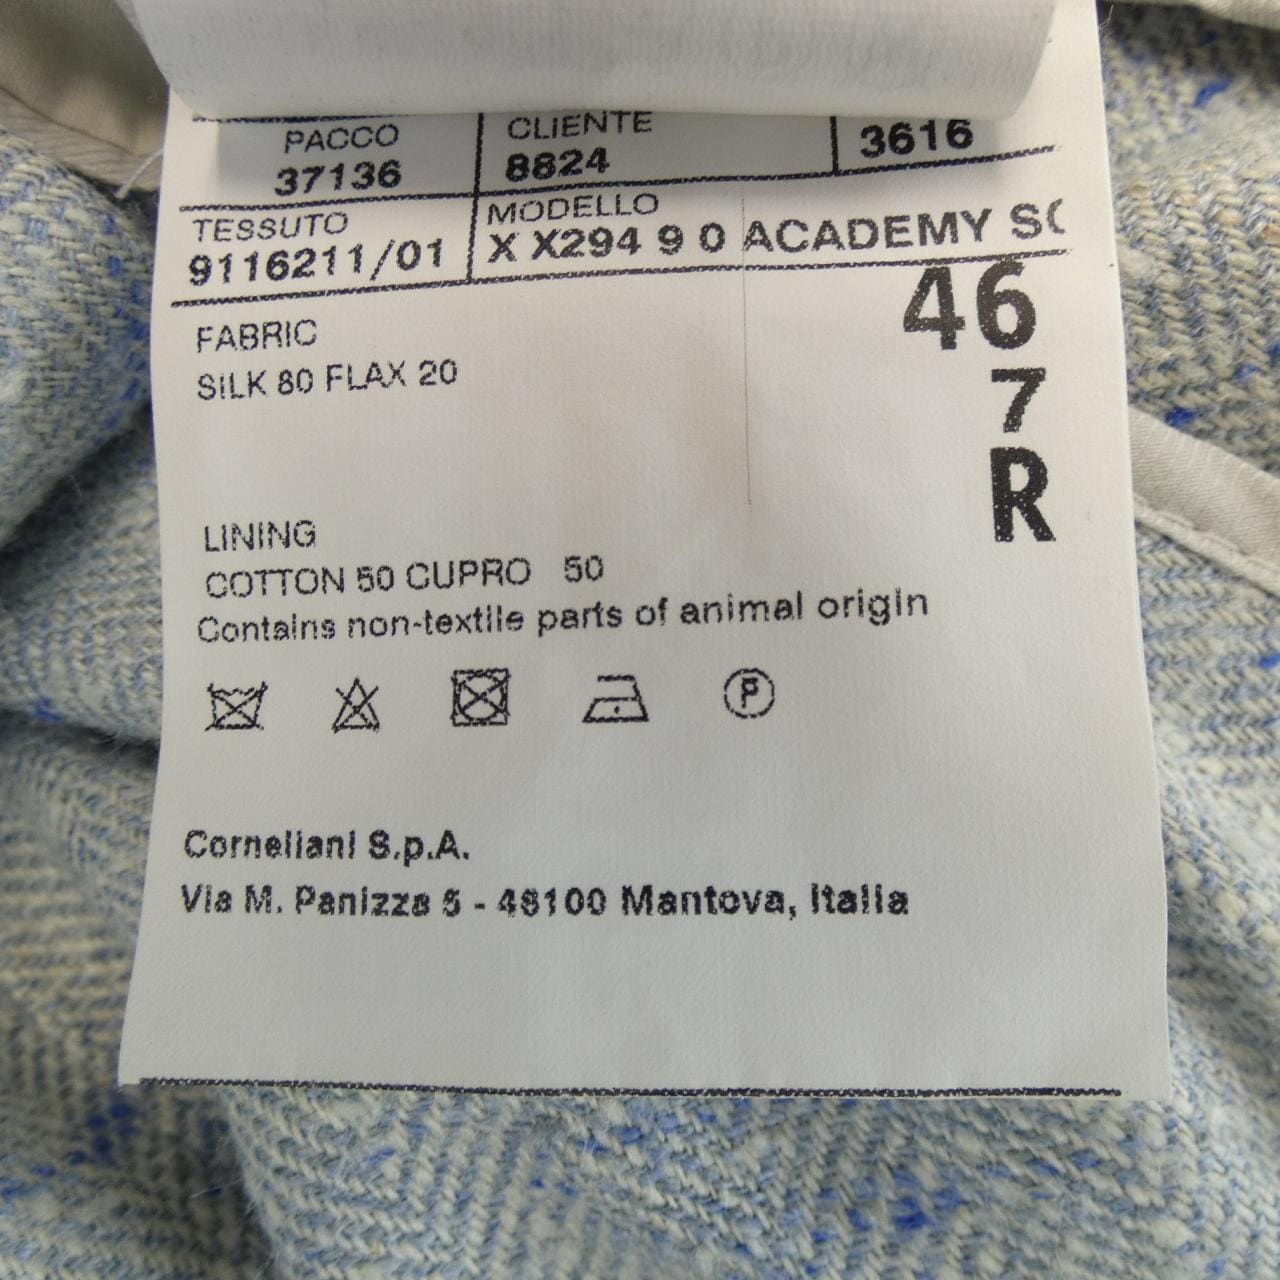 PACCO
37136
CLIENTE
8824
3616
TESSUTO
9116211/01
MODELLO
X X294 9 0 ACADEMY
46
7
R
FABRIC
SILK 80 FLAX 20
LINING
COTTON 50 CUPRO 50
Contains non-textile parts of animal origin
P
Corneliani S.p.A.
Via M. Panizza 5 - 46100 Mantova, Italia